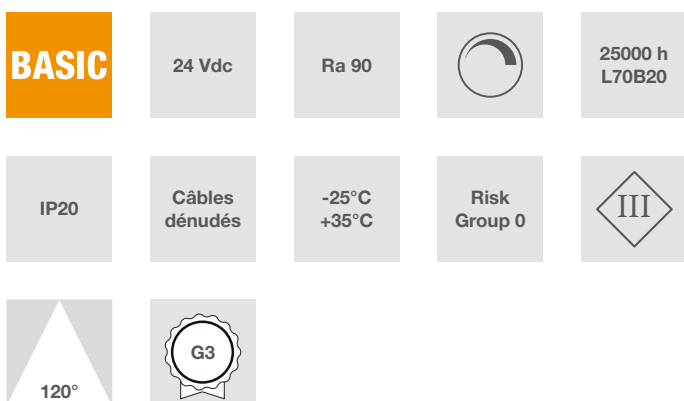 BASIC
24 Vdc
Ra 90
25000 h
L70B20
IP20
Câbles
dénudés
-25°C
+35°C
Risk
Group 0
III
120°
G3